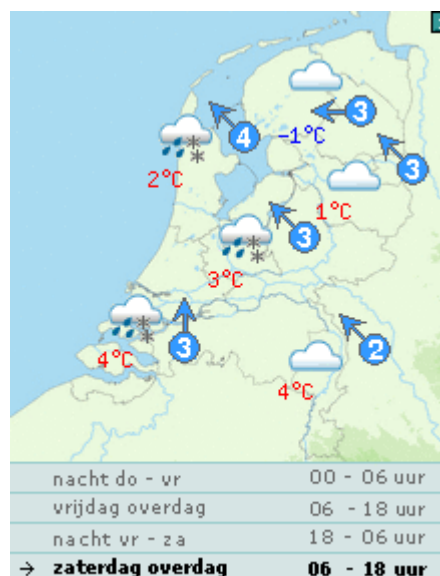 3
-1°C
4
2°C
3
1°C
3
3°C
4°C
3
2
4°C
nacht do - vr 00 - 06 uur
vrijdag overdag 06 - 18 uur
nacht vr - za 18 - 06 uur
→ zaterdag overdag 06 - 18 uur